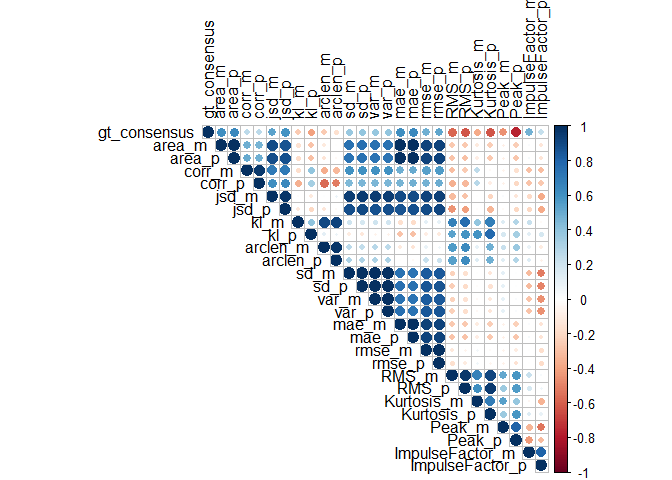 gt_consensus
area_m
area_p
corr_m
corr_p
jsd_m
jsd_p
kl_m
kl_p
arclen_m
arclen_p
sd_m
sd_p
var_m
var_p
mae_m
mae_p
rmse_m
rmse_p
RMS_m
RMS_p
Kurtosis_m
Kurtosis_p
Peak_m
Peak_p
ImpulseFactor_m
ImpulseFactor_p
gt_consensus
area_m
area_p
corr_m
corr_p
jsd_m
jsd_p
kl_m
kl_p
arclen_m
arclen_p
sd_m
sd_p
var_m
var_p
mae_m
mae_p
rmse_m
rmse_p
RMS_m
RMS_p
Kurtosis_m
Kurtosis_p
Peak_m
Peak_p
ImpulseFactor_m
ImpulseFactor_p
1
0.8
0.6
0.4
0.2
0
-0.2
-0.4
-0.6
-0.8
-1